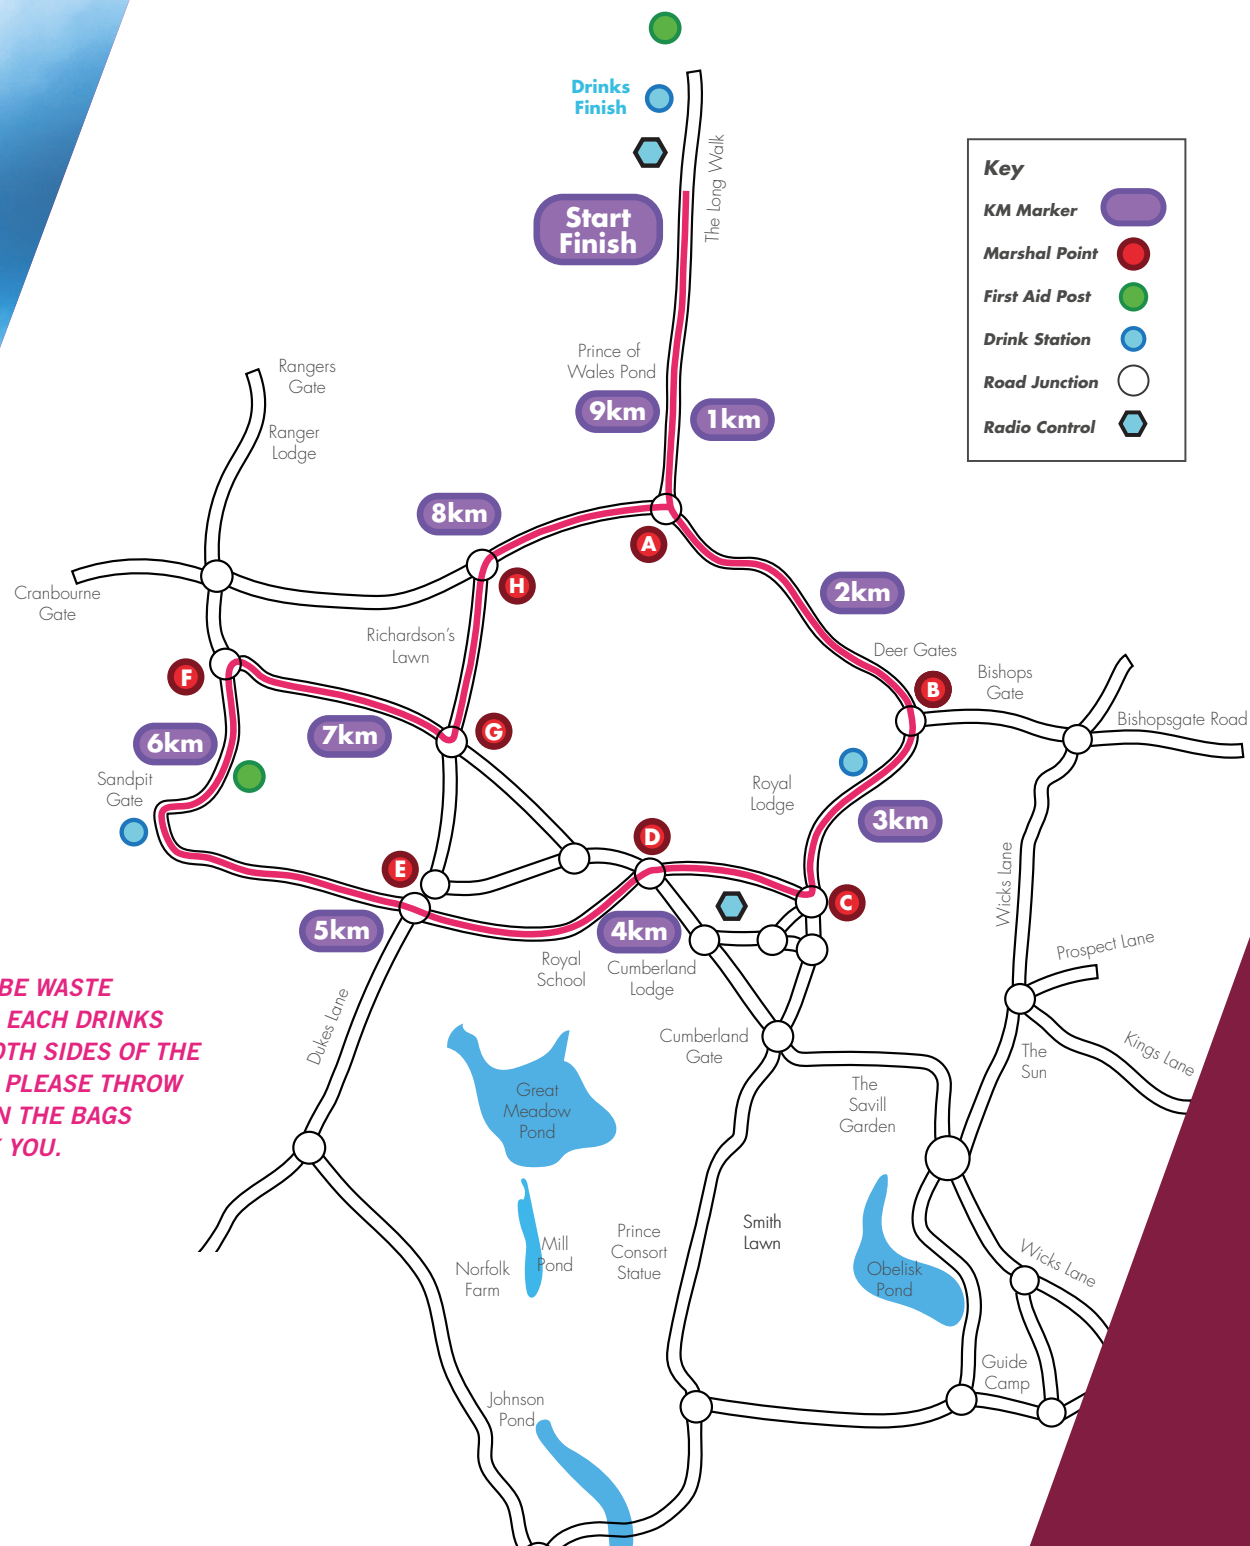 Drinks
Finish
Start
Finish
The Long Walk
Key
KM Marker
Marshal Point
First Aid Post
Drink Station
Road Junction
Radio Control
Prince of
Wales Pond
9km
1km
Rangers
Gate
Ranger
Lodge
8km
A
H
Cranbourne
Gate
2km
Richardson's
Lawn
Deer Gates
F
B
Bishops
Gate
Bishopsgate Road
7km
G
6km
Sandpit
Gate
Royal
Lodge
3km
D
E
C
Wicks Lane
5km
4km
Royal
School
Cumberland
Lodge
Prospect Lane
BE WASTE
EACH DRINKS
OTH SIDES OF THE
PLEASE THROW
N THE BAGS
YOU.
Dukes Lane
Cumberland
Gate
The
Sun
Kings Lane
Great
Meadow
Pond
The
Savill
Garden
Mill
Pond
Norfolk
Farm
Prince
Consort
Statue
Smith
Lawn
Obelisk
Pond
Wicks Lane
Guide
Camp
Johnson
Pond